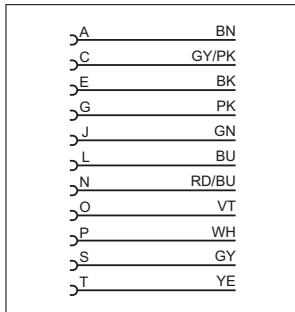 A BN
C GY/PK
E BK
G PK
J GN
L BU
N RD/BU
O VT
P WH
S GY
T YE